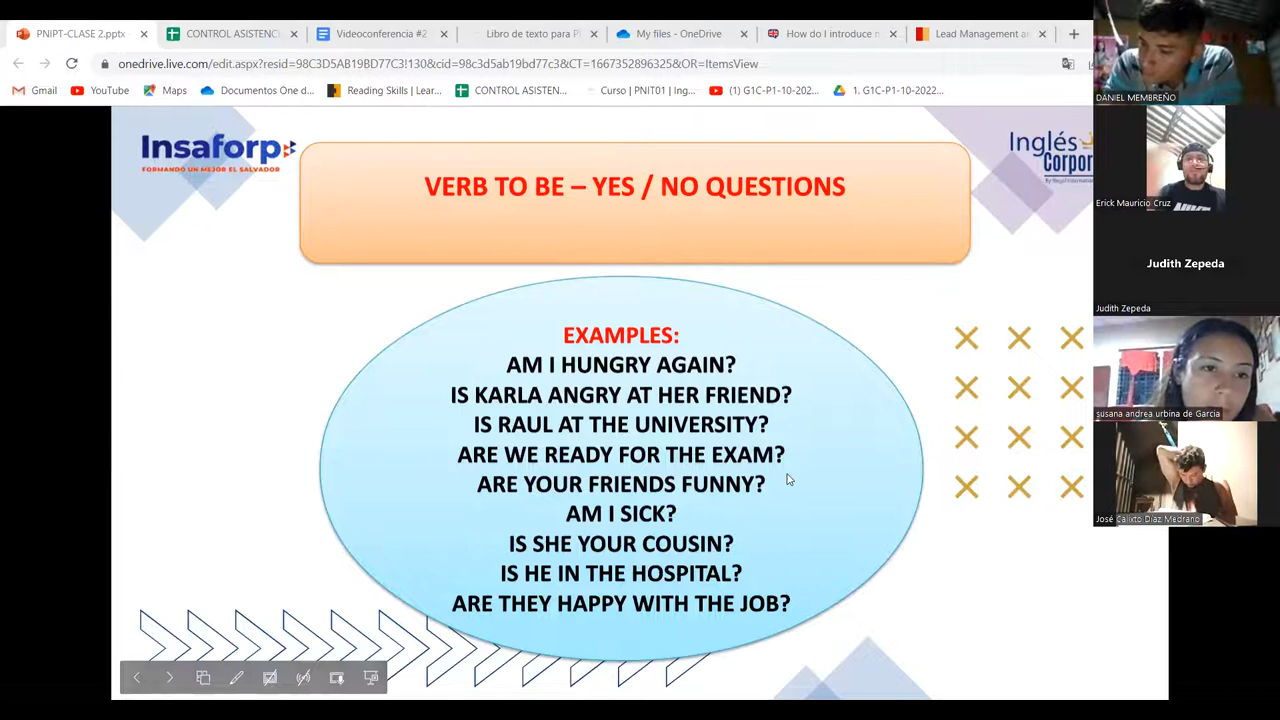 PNIPT-CLASE 2.pptx
CONTROL ASISTENC
Videoconferencia #2
Libro de texto para P
My files - OneDrive
How do I introduce
Lead Management
onedrive.live.com/edit.aspx?resid=98C3D5AB19BD77C3!130&cid=98c3d5ab19bd77c3&CT=1667352896325&OR=ItemsView
Gmail
YouTube
Maps
Documentos One d...
Reading Skills | Lear...
CONTROL ASISTEN...
Curso | PNIT01 | Ing...
(1) G1C-P1-10-202...
1. G1C-P1-10-2022...
Insaforp
FORMANDO UN MEJOR EL SALVADOR
Inglés
Corpor
VERB TO BE – YES / NO QUESTIONS
EXAMPLES:
AM I HUNGRY AGAIN?
IS KARLA ANGRY AT HER FRIEND?
IS RAUL AT THE UNIVERSITY?
ARE WE READY FOR THE EXAM?
ARE YOUR FRIENDS FUNNY?
AM I SICK?
IS SHE YOUR COUSIN?
IS HE IN THE HOSPITAL?
ARE THEY HAPPY WITH THE JOB?
DANIEL MEMBREÑO
Erick Mauricio Cruz
Judith Zepeda
Judith Zepeda
susana andrea urbina de Garcia
José Calixto Díaz Medrano